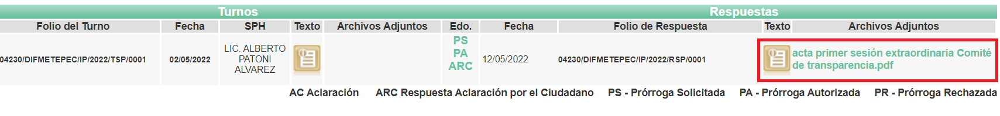 Turnos Respuestas
Folio del Turno Fecha SPH Texto Archivos Adjuntos Edo. Fecha Folio de Respuesta Texto Archivos Adjuntos
04230/DIFMETEPEC/IP/2022/TSP/0001 02/05/2022 LIC. ALBERTO PATONI ALVAREZ PS PA ARC 12/05/2022 04230/DIFMETEPEC/IP/2022/RSP/0001 acta primer sesión extraordinaria Comité de transparencia.pdf
AC Aclaración ARC Respuesta Aclaración por el Ciudadano PS - Prórroga Solicitada PA - Prórroga Autorizada PR - Prórroga Rechazada